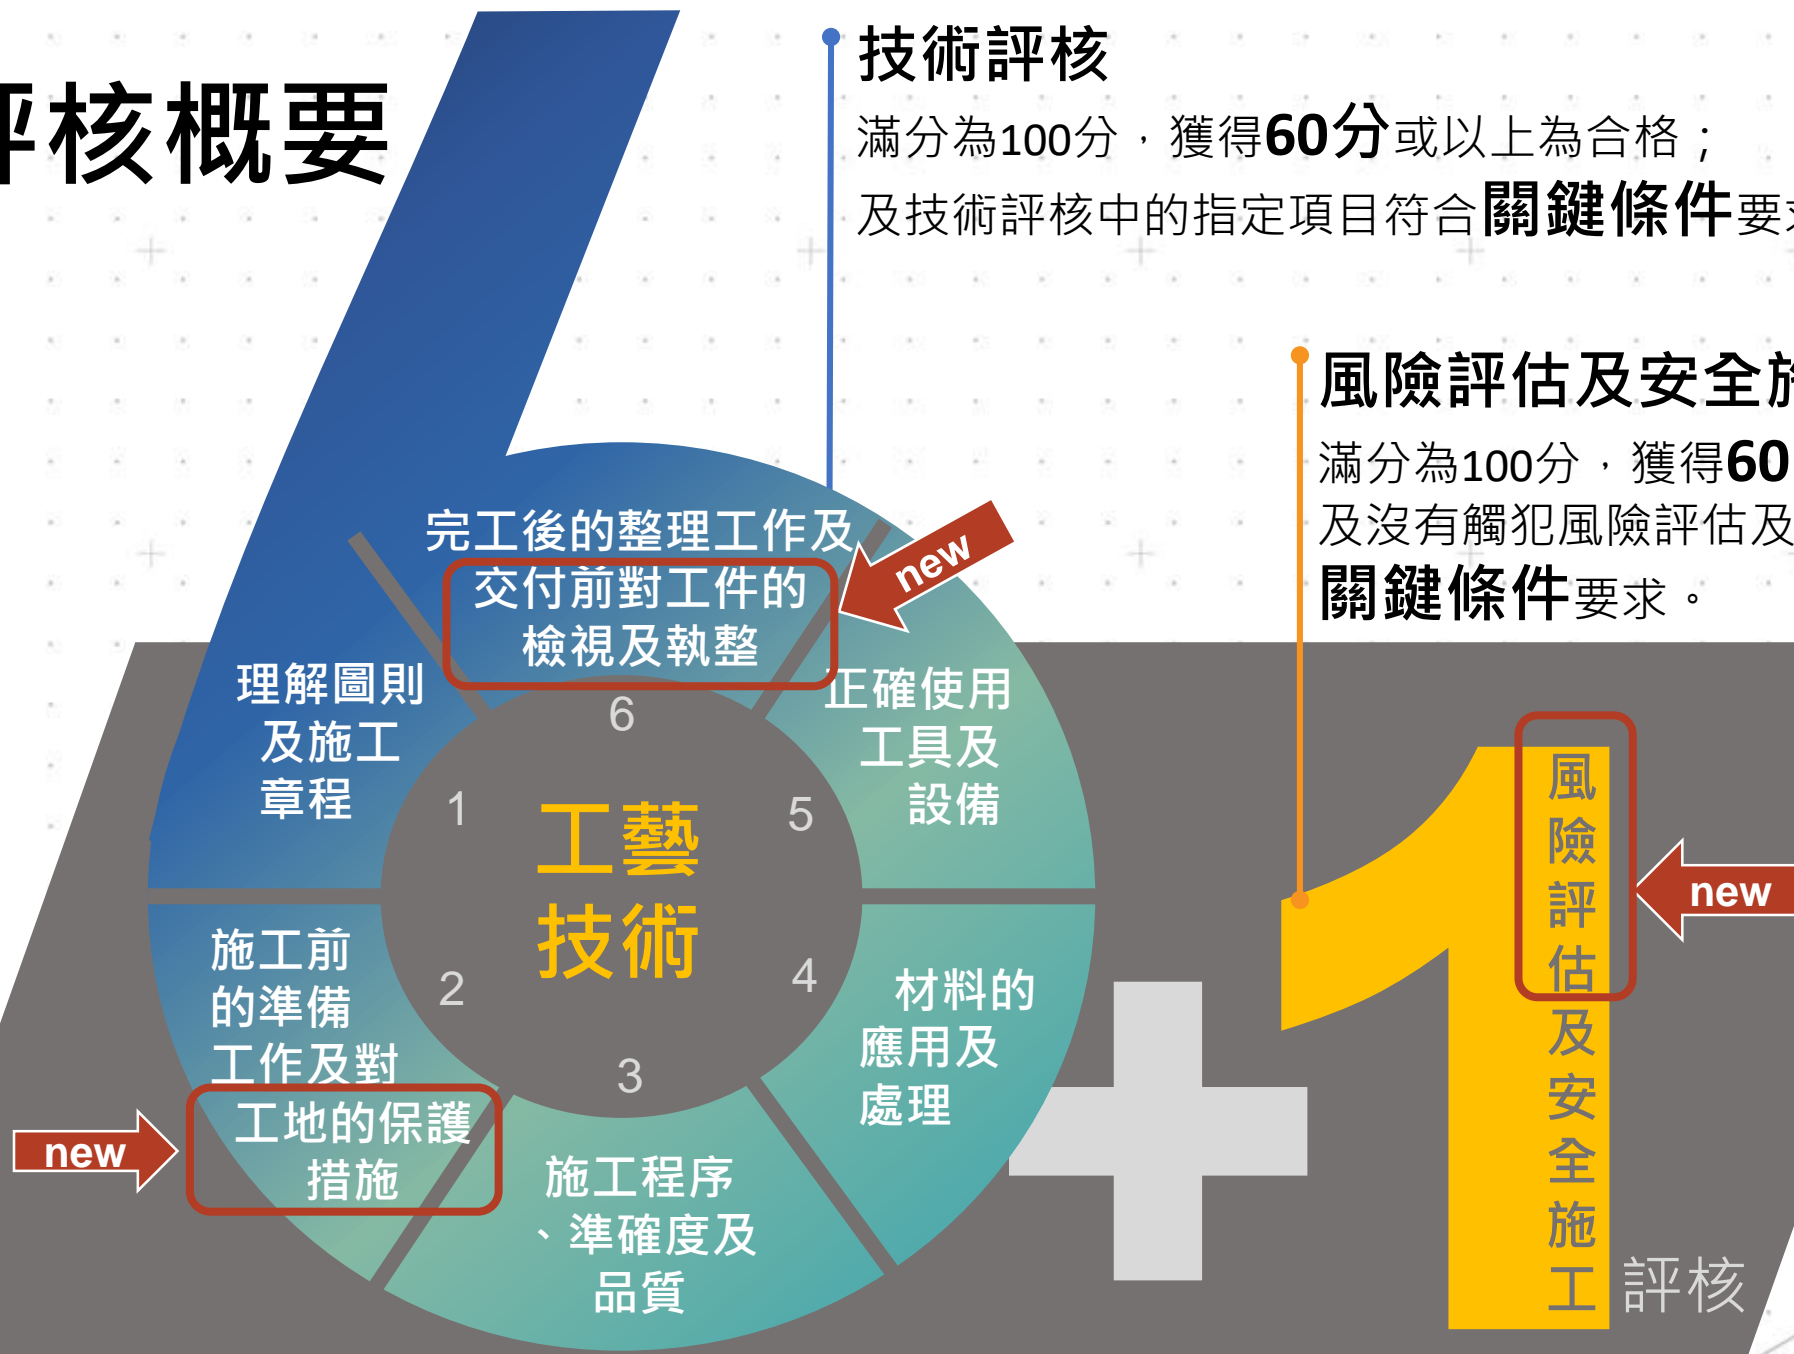 評核概要
技術評核
滿分為100分，獲得60分或以上為合格；
及技術評核中的指定項目符合關鍵條件要求
風險評估及安全施
滿分為100分，獲得60
及沒有觸犯風險評估及
關鍵條件要求。
完工後的整理工作及
交付前對工件的
檢視及執整
6
new
理解圖則
及施工
章程
1
正確使用
工具及
設備
5
工藝
技術
施工前
的準備
工作及對
工地的保護
措施
2
new
施工程序
、準確度及
品質
3
材料的
應用及
處理
4
風險評估及安全施工
new
評核